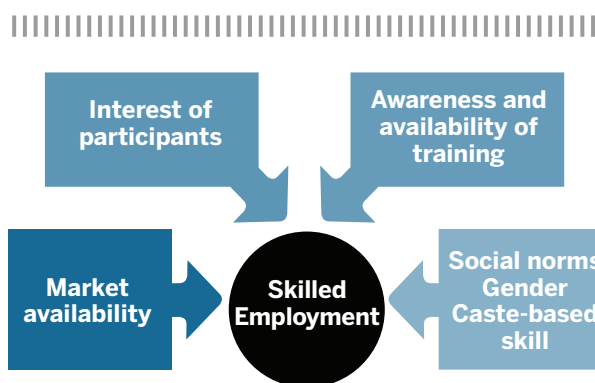 Interest of
participants
Awareness and
availability of
training
Market
availability
Skilled
Employment
Social norms
Gender
Caste-based
skill